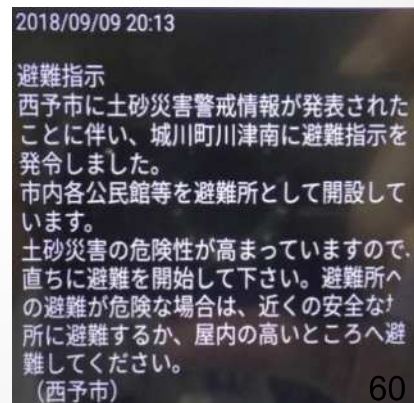 2018/09/09 20:13
避難指示
西予市に土砂災害警戒情報が発表された
ことに伴い、城川町川津南に避難指示を
発令しました。
市内各公民館等を避難所として開設して
います。
土砂災害の危険性が高まっていますので、
直ちに避難を開始して下さい。避難所へ
の避難が危険な場合は、近くの安全な
所に避難するか、屋内の高いところへ避
難してください。
（西予市）
60